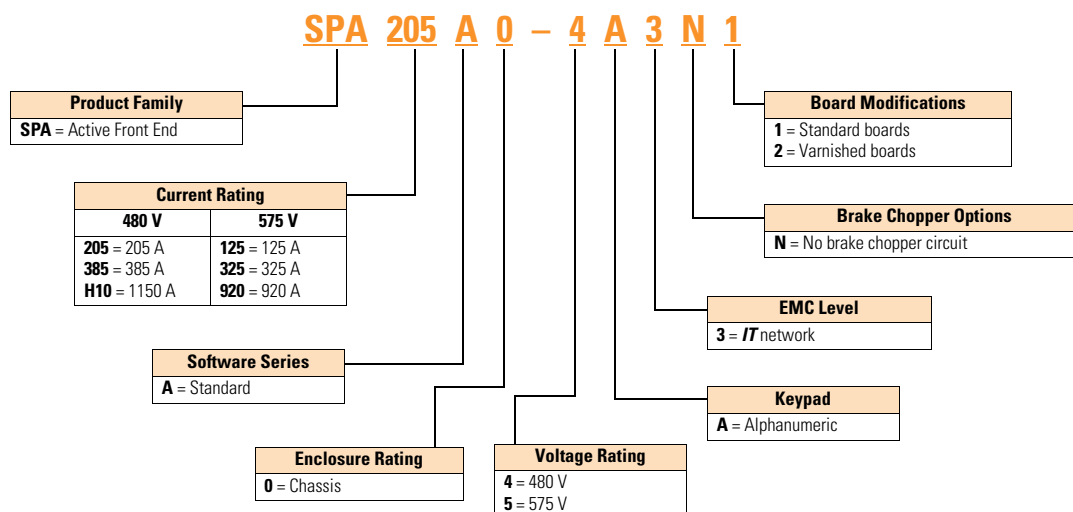 SPA 205 A 0 – 4 A 3 N 1
Product Family
SPA = Active Front End
Board Modifications
1 = Standard boards
2 = Varnished boards
Current Rating
480 V 575 V
205 = 205 A 125 = 125 A
385 = 385 A 325 = 325 A
H10 = 1150 A 920 = 920 A
Brake Chopper Options
N = No brake chopper circuit
EMC Level
3 = IT network
Software Series
A = Standard
Keypad
A = Alphanumeric
Enclosure Rating
0 = Chassis
Voltage Rating
4 = 480 V
5 = 575 V